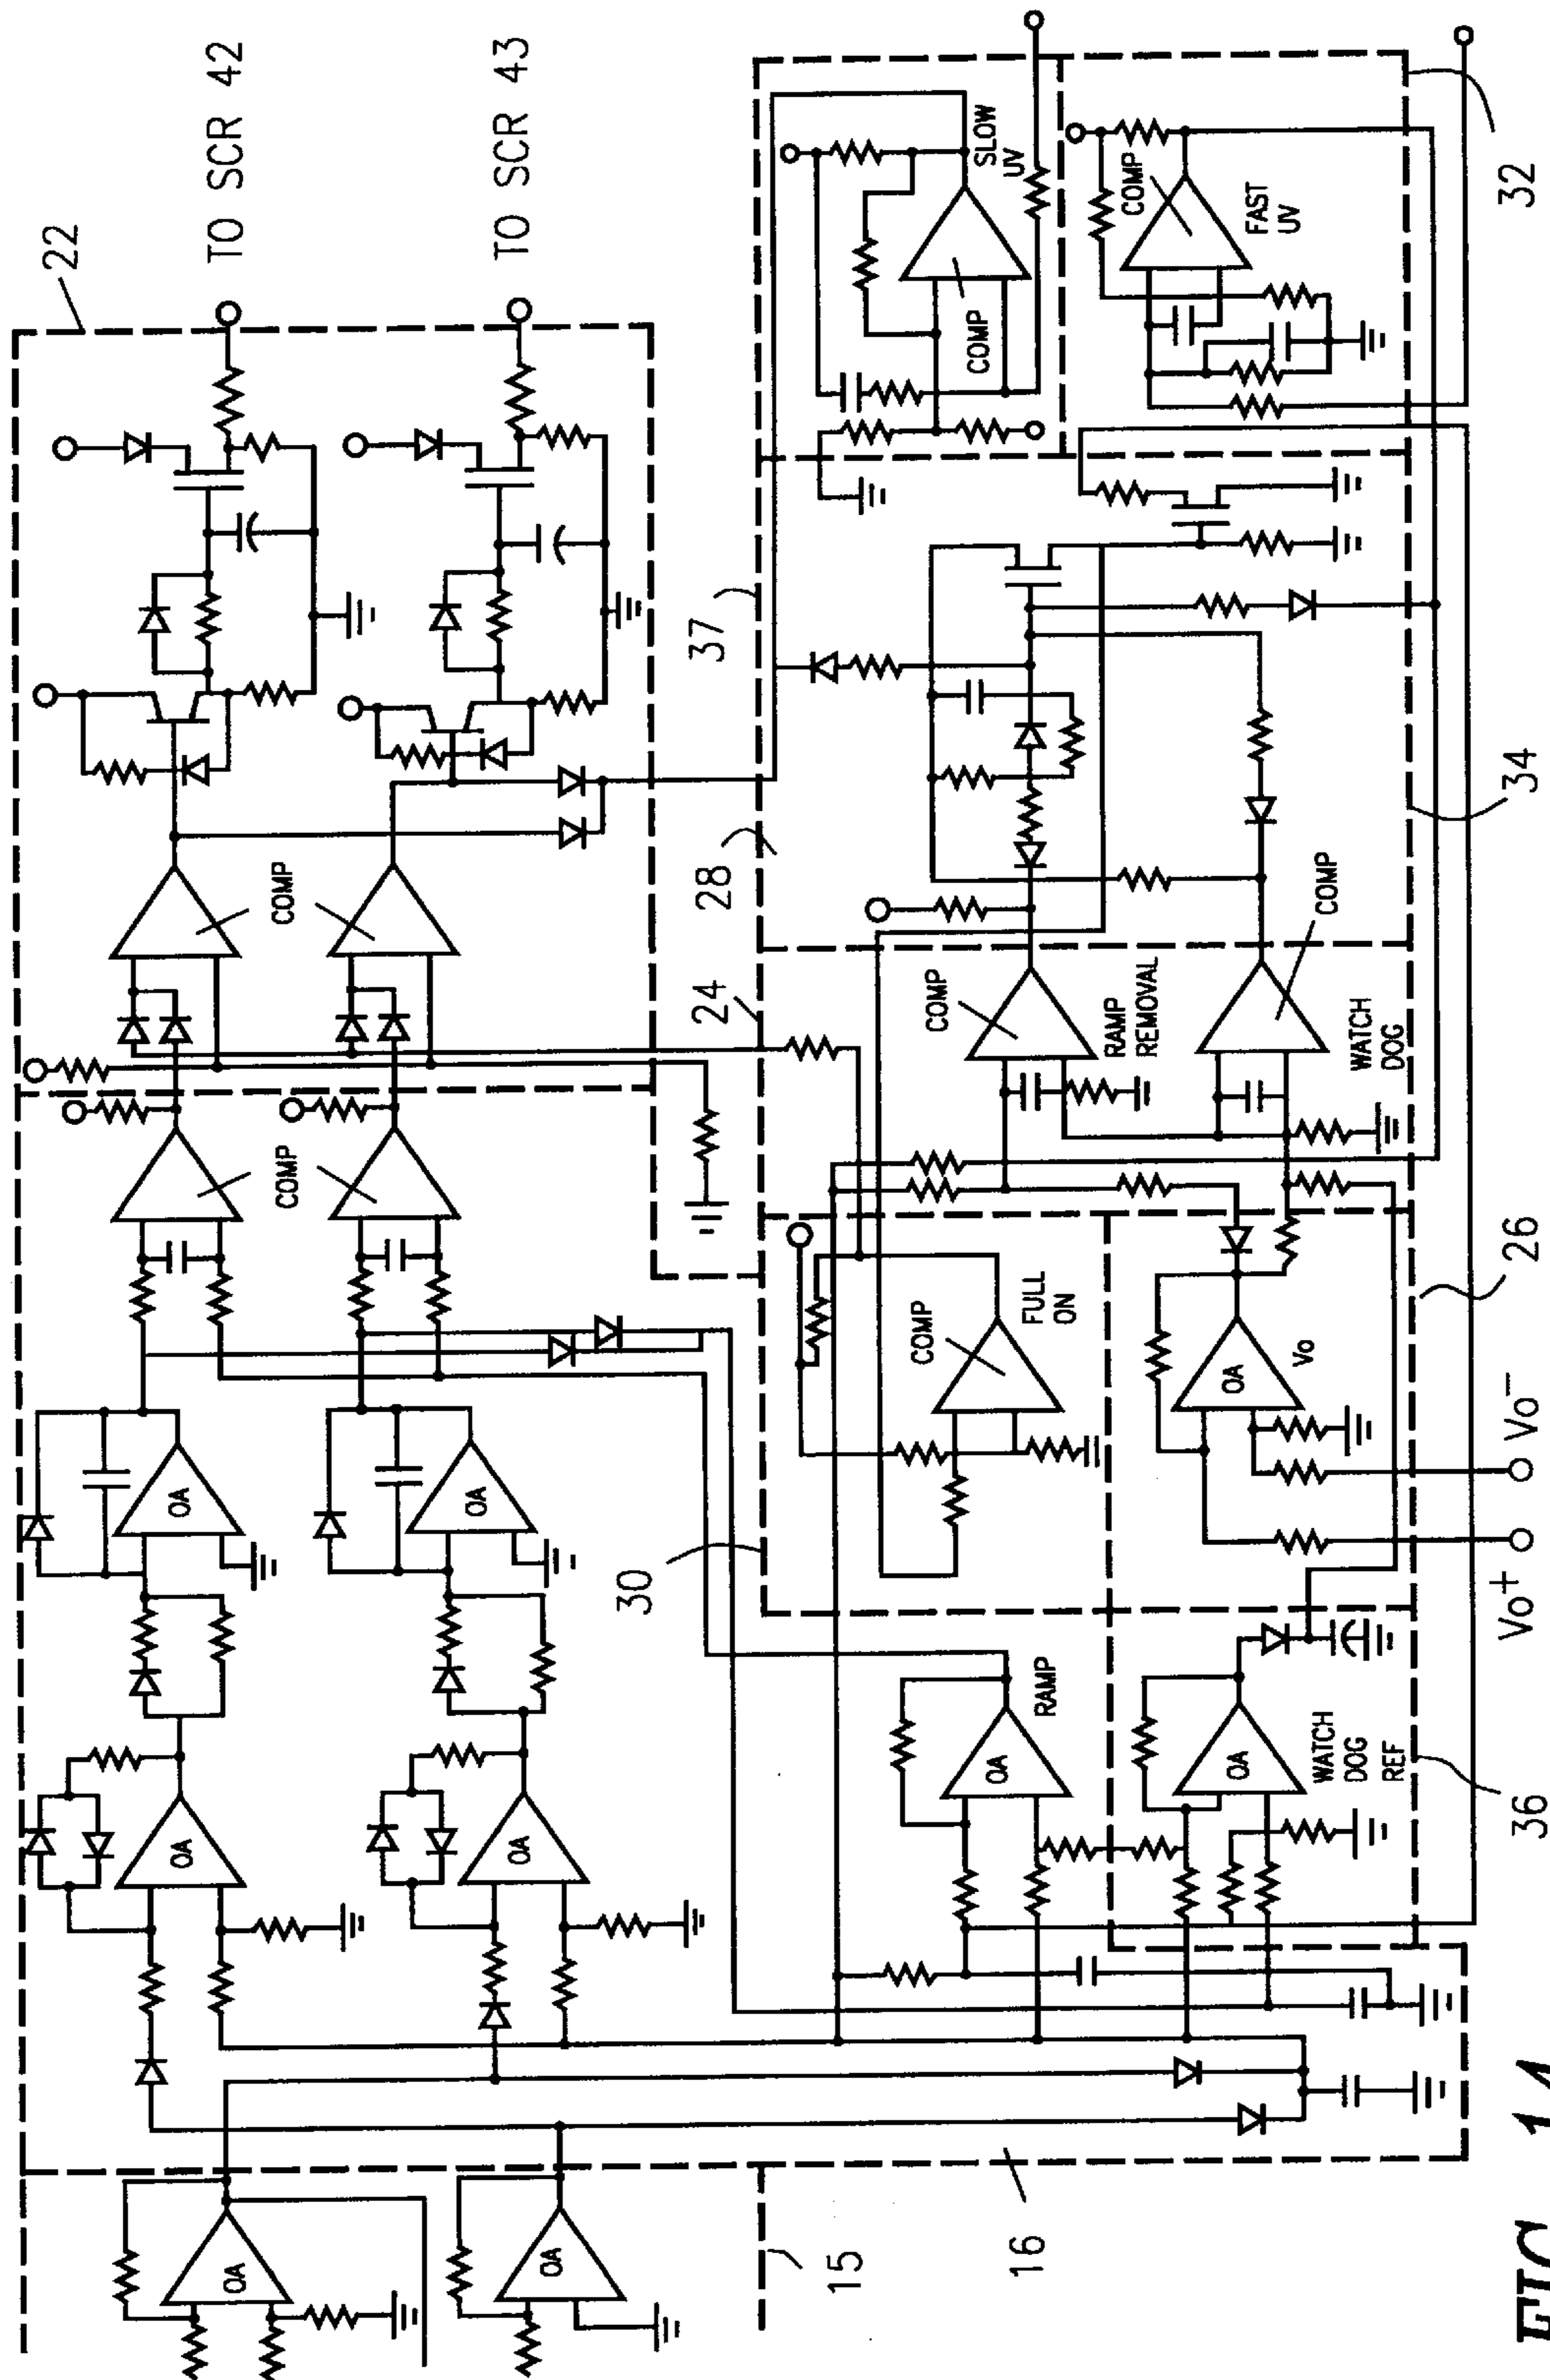 22
TO SCR 42
TO SCR 43
COMP
COMP
OA
OA
OA
OA
OA
OA
15
16
30
24
28
37
RAMP
OA
COMP
FULL
ON
COMP
RAMP
REMOVAL
COMP
SLOW
UV
OA
WATCH
DOG
REF
OA
Vo
WATCH
DOG
COMP
COMP
FAST
UV
36
Vo+
Vo−
26
34
32
FIG